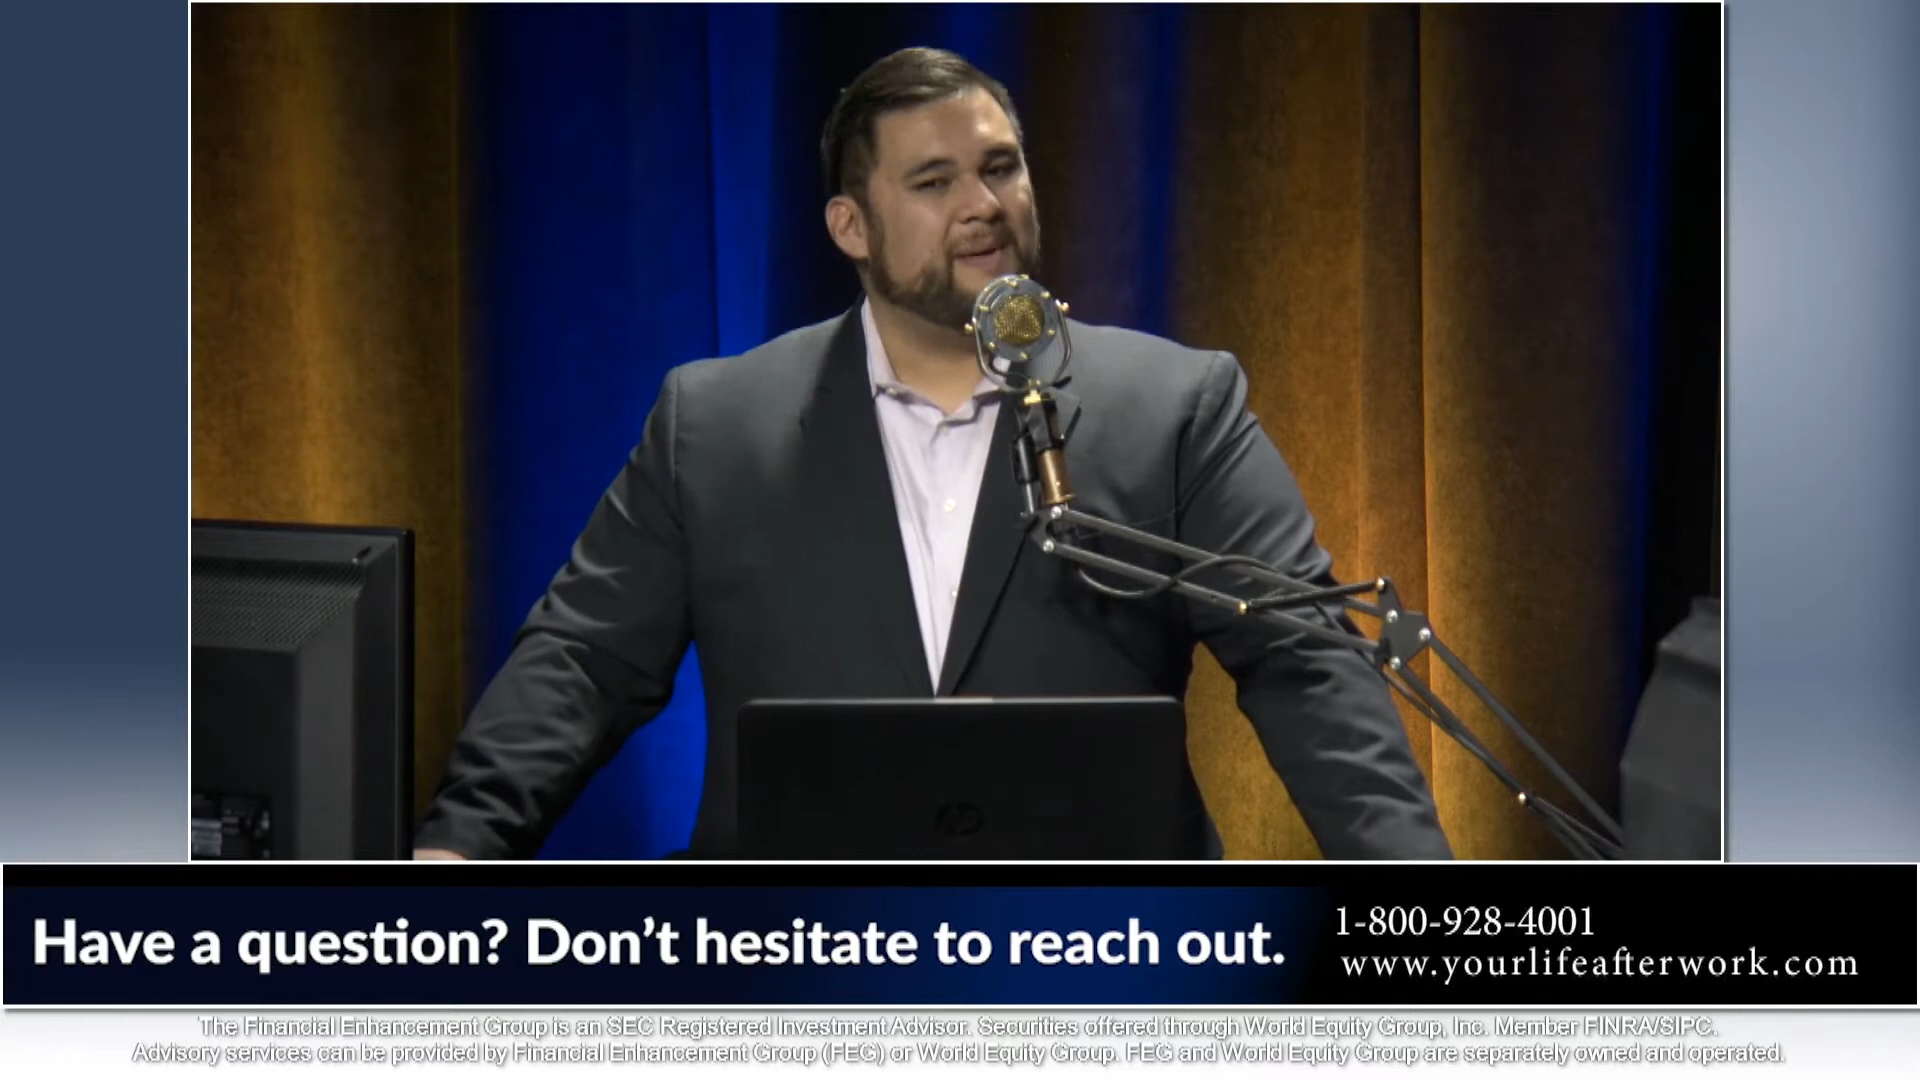 Have a question? Don't hesitate to reach out.
1-800-928-4001
www.yourlifeafterwork.com
The Financial Enhancement Group is an SEC Registered Investment Advisor. Securities offered through World Equity Group, Inc. Member FINRA/SIPC.
Advisory services can be provided by Financial Enhancement Group (FEG) or World Equity Group. FEG and World Equity Group are separately owned and operated.